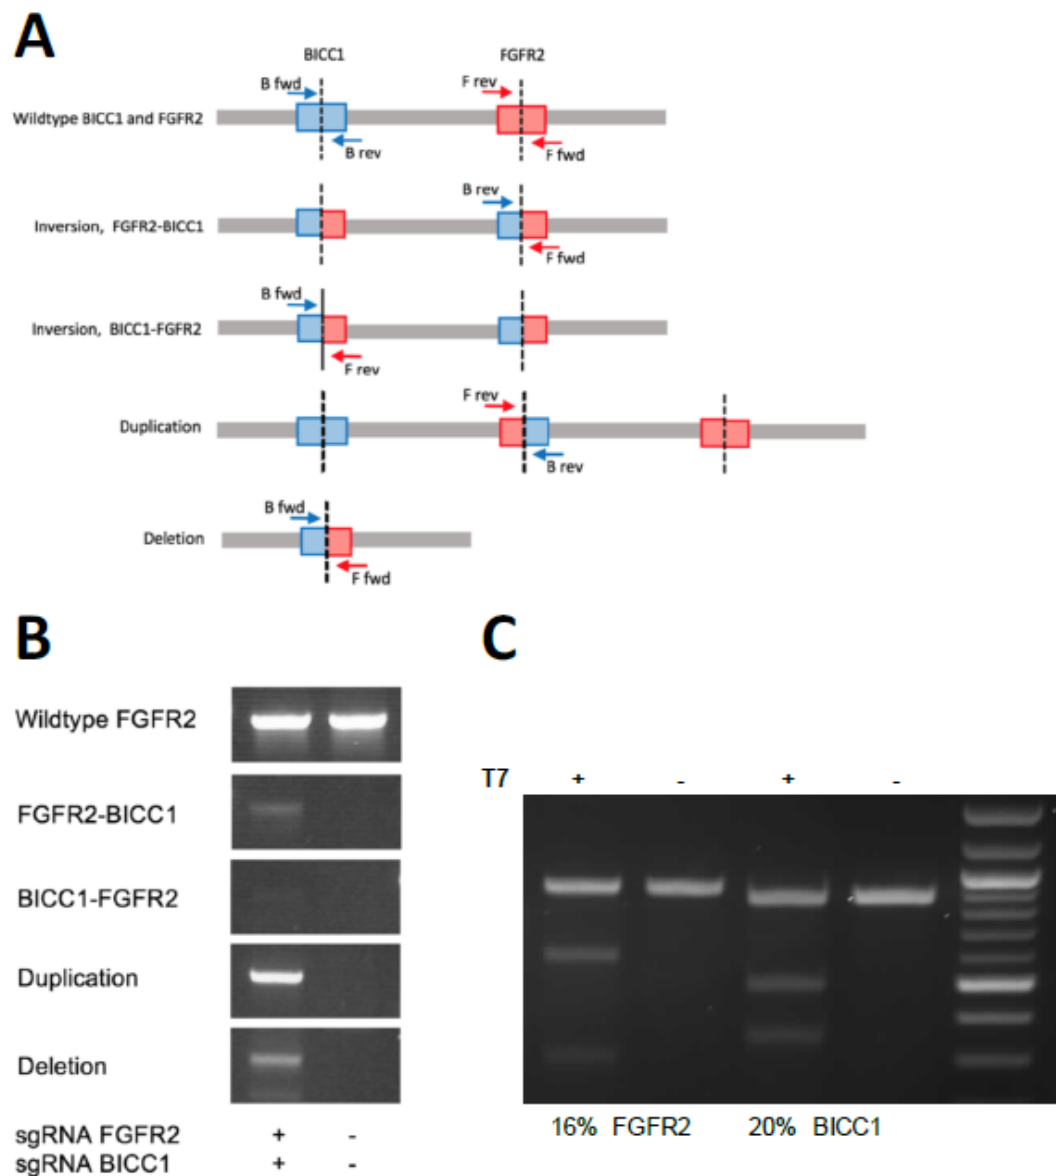 A
BICC1 FGFR2
B fwd F rev
Wildtype BICC1 and FGFR2
B rev F fwd
B rev
Inversion, FGFR2-BICC1
F fwd
B fwd
Inversion, BICC1-FGFR2
F rev
F rev
Duplication
B rev
B fwd
Deletion
F fwd
B
Wildtype FGFR2
FGFR2-BICC1
BICC1-FGFR2
Duplication
Deletion
sgRNA FGFR2 + -
sgRNA BICC1 + -
C
T7 + - + -
16% FGFR2 20% BICC1